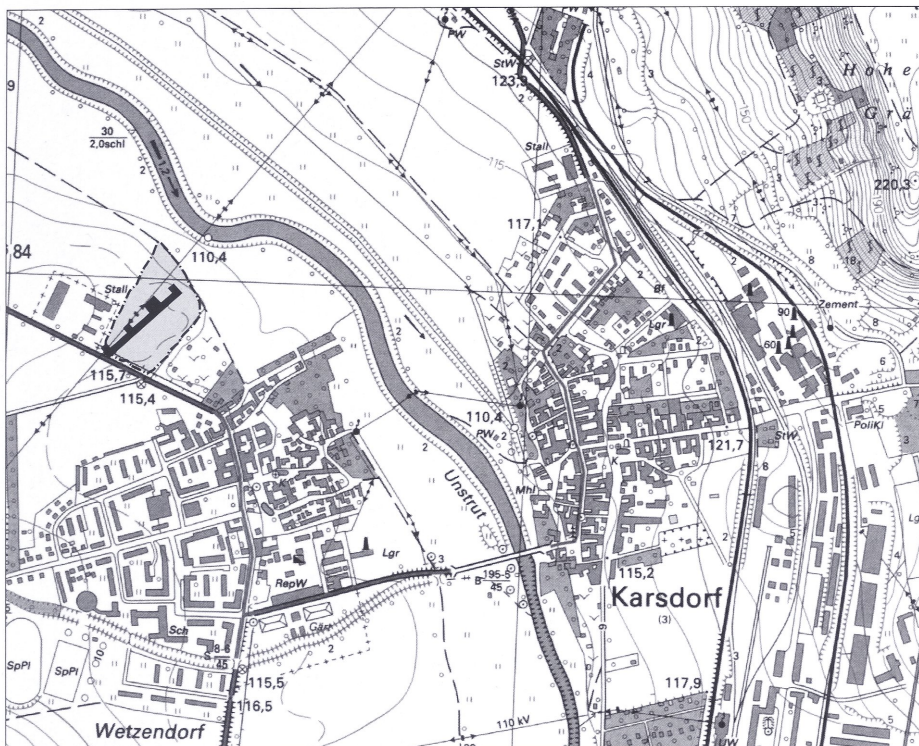 PW
PW
StW
123,3
Hohe
Grä
30
2,0schl
1,2
Stall
117,1
220,3
84
110,4
Stall
Bf
Lgr
Zement
90
60
115,7
115,4
110,4
PW
121,7
StW
PoliKl
K
Mhl
Unstrut
RepW
Lgr
195-5
45
115,2
Karsdorf
(3)
Sch
S 8-6
45
Gärt
SpPl
SpPl
115,5
116,5
117,9
Wetzendorf
110 kV
UW